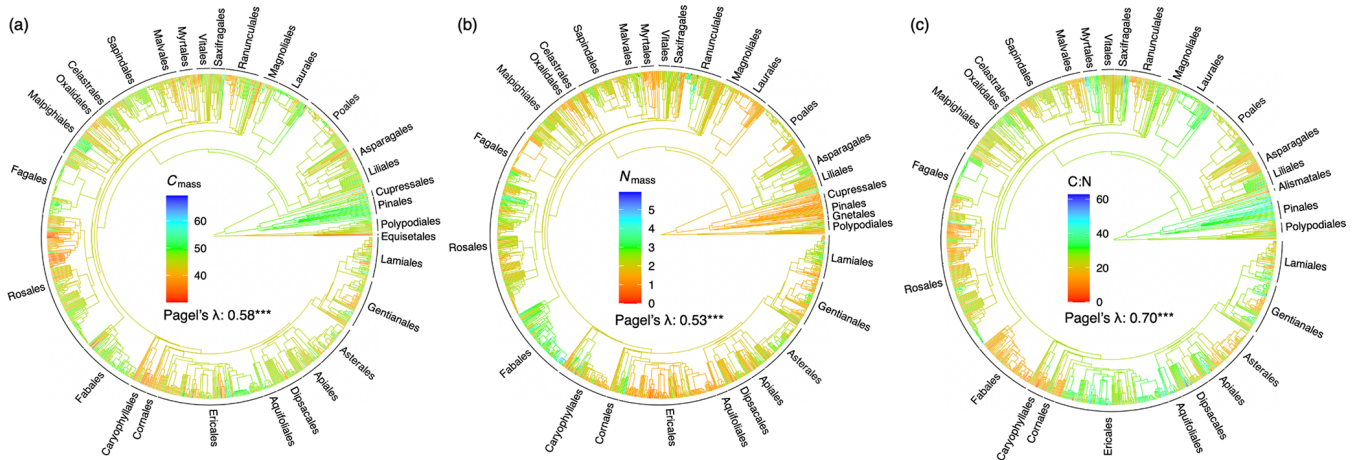 (a)
Saxifragales
Vitales
Myrtales
Malvales
Sapindales
Celastrales
Oxalidales
Malpighiales
Fagales
Rosales
Fabales
Caryophyllales
Cornales
Ericales
Aquifoliales
Dipsacales
Apiales
Asterales
Gentianales
Lamiales
Equisetales
Polypodiales
Pinales
Cupressales
Liliales
Asparagales
Poales
Laurales
Magnoliales
Ranunculales
Cmass
60
50
40
Pagel's λ: 0.58***
(b)
Saxifragales
Vitales
Myrtales
Malvales
Sapindales
Celastrales
Oxalidales
Malpighiales
Fagales
Rosales
Fabales
Caryophyllales
Cornales
Ericales
Aquifoliales
Dipsacales
Apiales
Asterales
Gentianales
Lamiales
Polypodiales
Gnetales
Pinales
Cupressales
Liliales
Asparagales
Poales
Laurales
Magnoliales
Ranunculales
Nmass
5
4
3
2
1
0
Pagel's λ: 0.53***
(c)
Saxifragales
Vitales
Myrtales
Malvales
Sapindales
Celastrales
Oxalidales
Malpighiales
Fagales
Rosales
Fabales
Caryophyllales
Cornales
Ericales
Aquifoliales
Dipsacales
Apiales
Asterales
Gentianales
Lamiales
Polypodiales
Pinales
Alismatales
Liliales
Asparagales
Poales
Laurales
Magnoliales
Ranunculales
C:N
60
40
20
0
Pagel's λ: 0.70***